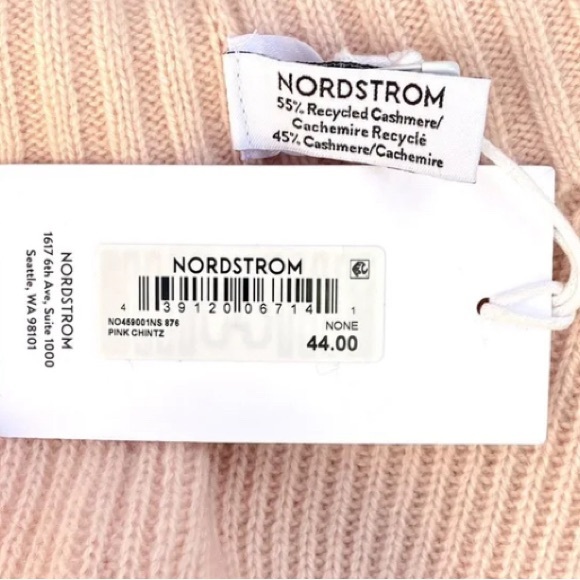 NORDSTROM
55% Recycled Cashmere/
Cachemire Recyclé
45% Cashmere/Cachemire
NORDSTROM
1617 6th Ave, Suite 1000
Seattle, WA 98101
NORDSTROM
4 39120 06714 1
NO459001NS 876
PINK CHINTZ
NONE
44.00